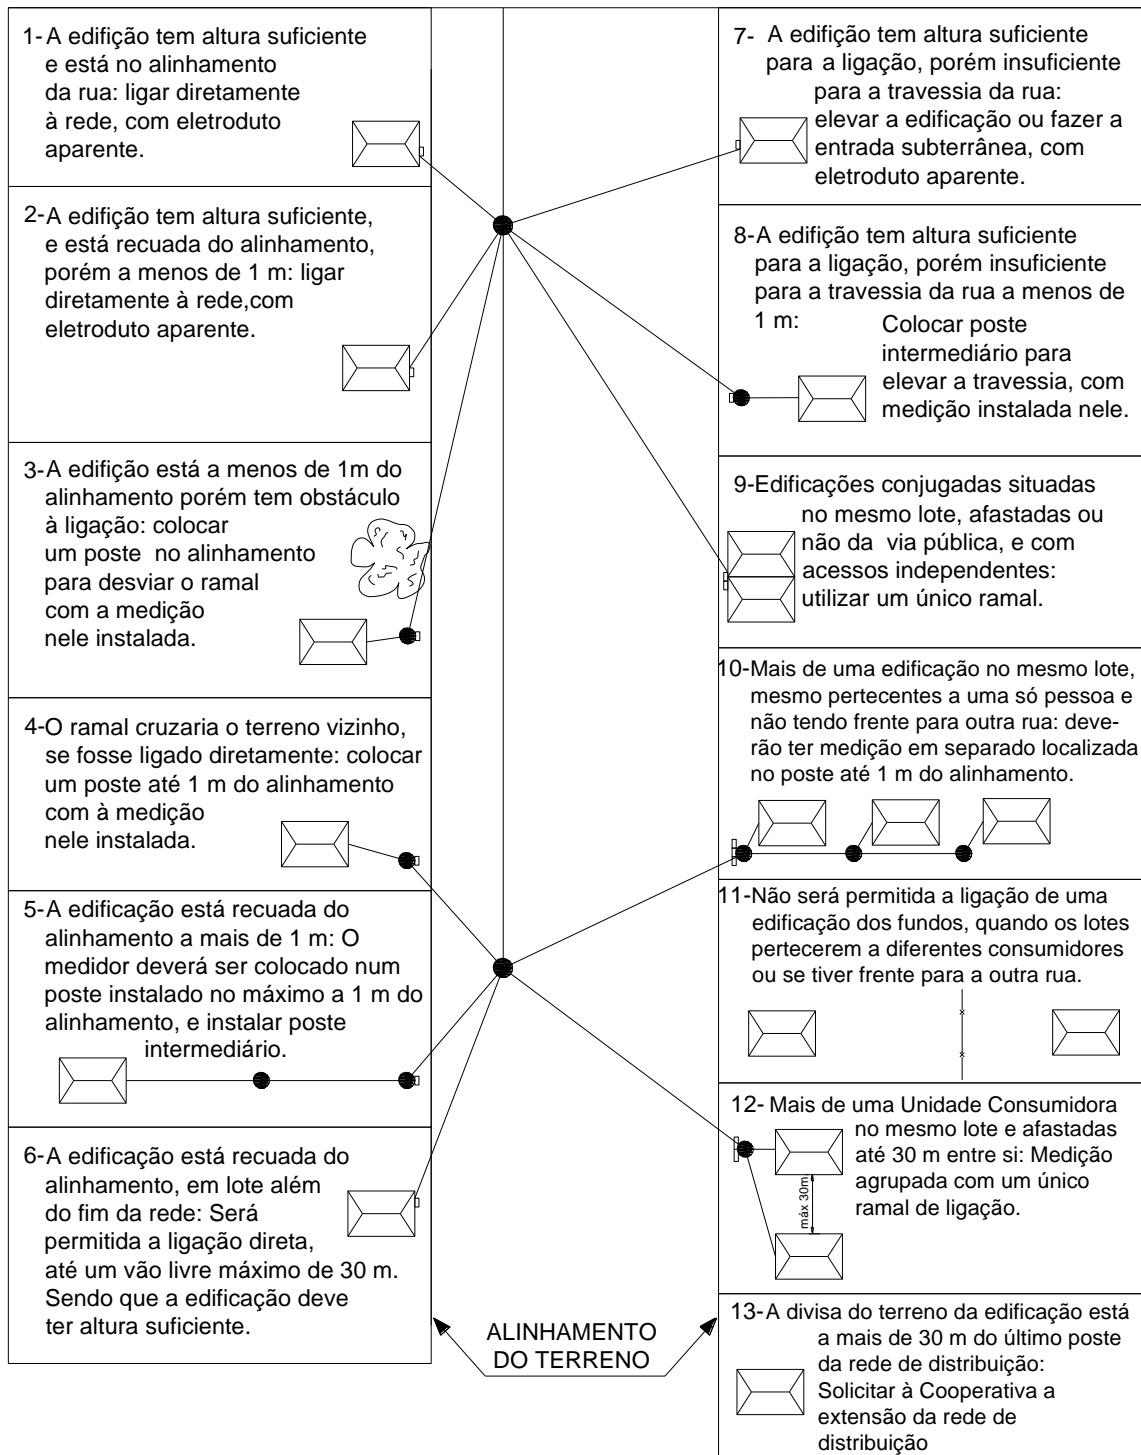 1- A edifição tem altura suficiente
e está no alinhamento
da rua: ligar diretamente
à rede, com eletroduto
aparente.
2-A edifição tem altura suficiente,
e está recuada do alinhamento,
porém a menos de 1 m: ligar
diretamente à rede,com
eletroduto aparente.
3-A edifição está a menos de 1m do
alinhamento porém tem obstáculo
à ligação: colocar
um poste no alinhamento
para desviar o ramal
com a medição
nele instalada.
4-O ramal cruzaria o terreno vizinho,
se fosse ligado diretamente: colocar
um poste até 1 m do alinhamento
com à medição
nele instalada.
5-A edificação está recuada do
alinhamento a mais de 1 m: O
medidor deverá ser colocado num
poste instalado no máximo a 1 m do
alinhamento, e instalar poste
intermediário.
6-A edificação está recuada do
alinhamento, em lote além
do fim da rede: Será
permitida a ligação direta,
até um vão livre máximo de 30 m.
Sendo que a edificação deve
ter altura suficiente.
ALINHAMENTO
DO TERRENO
7- A edifição tem altura suficiente
para a ligação, porém insuficiente
para a travessia da rua:
elevar a edificação ou fazer a
entrada subterrânea, com
eletroduto aparente.
8-A edifição tem altura suficiente
para a ligação, porém insuficiente
para a travessia da rua a menos de
1 m: Colocar poste
intermediário para
elevar a travessia, com
medição instalada nele.
9-Edificações conjugadas situadas
no mesmo lote, afastadas ou
não da via pública, e com
acessos independentes:
utilizar um único ramal.
10-Mais de uma edificação no mesmo lote,
mesmo pertecentes a uma só pessoa e
não tendo frente para outra rua: deve-
rão ter medição em separado localizada
no poste até 1 m do alinhamento.
11-Não será permitida a ligação de uma
edificação dos fundos, quando os lotes
pertecerem a diferentes consumidores
ou se tiver frente para a outra rua.
12- Mais de uma Unidade Consumidora
no mesmo lote e afastadas
até 30 m entre si: Medição
agrupada com um único
ramal de ligação.
máx 30m
13-A divisa do terreno da edificação está
a mais de 30 m do último poste
da rede de distribuição:
Solicitar à Cooperativa a
extensão da rede de
distribuição